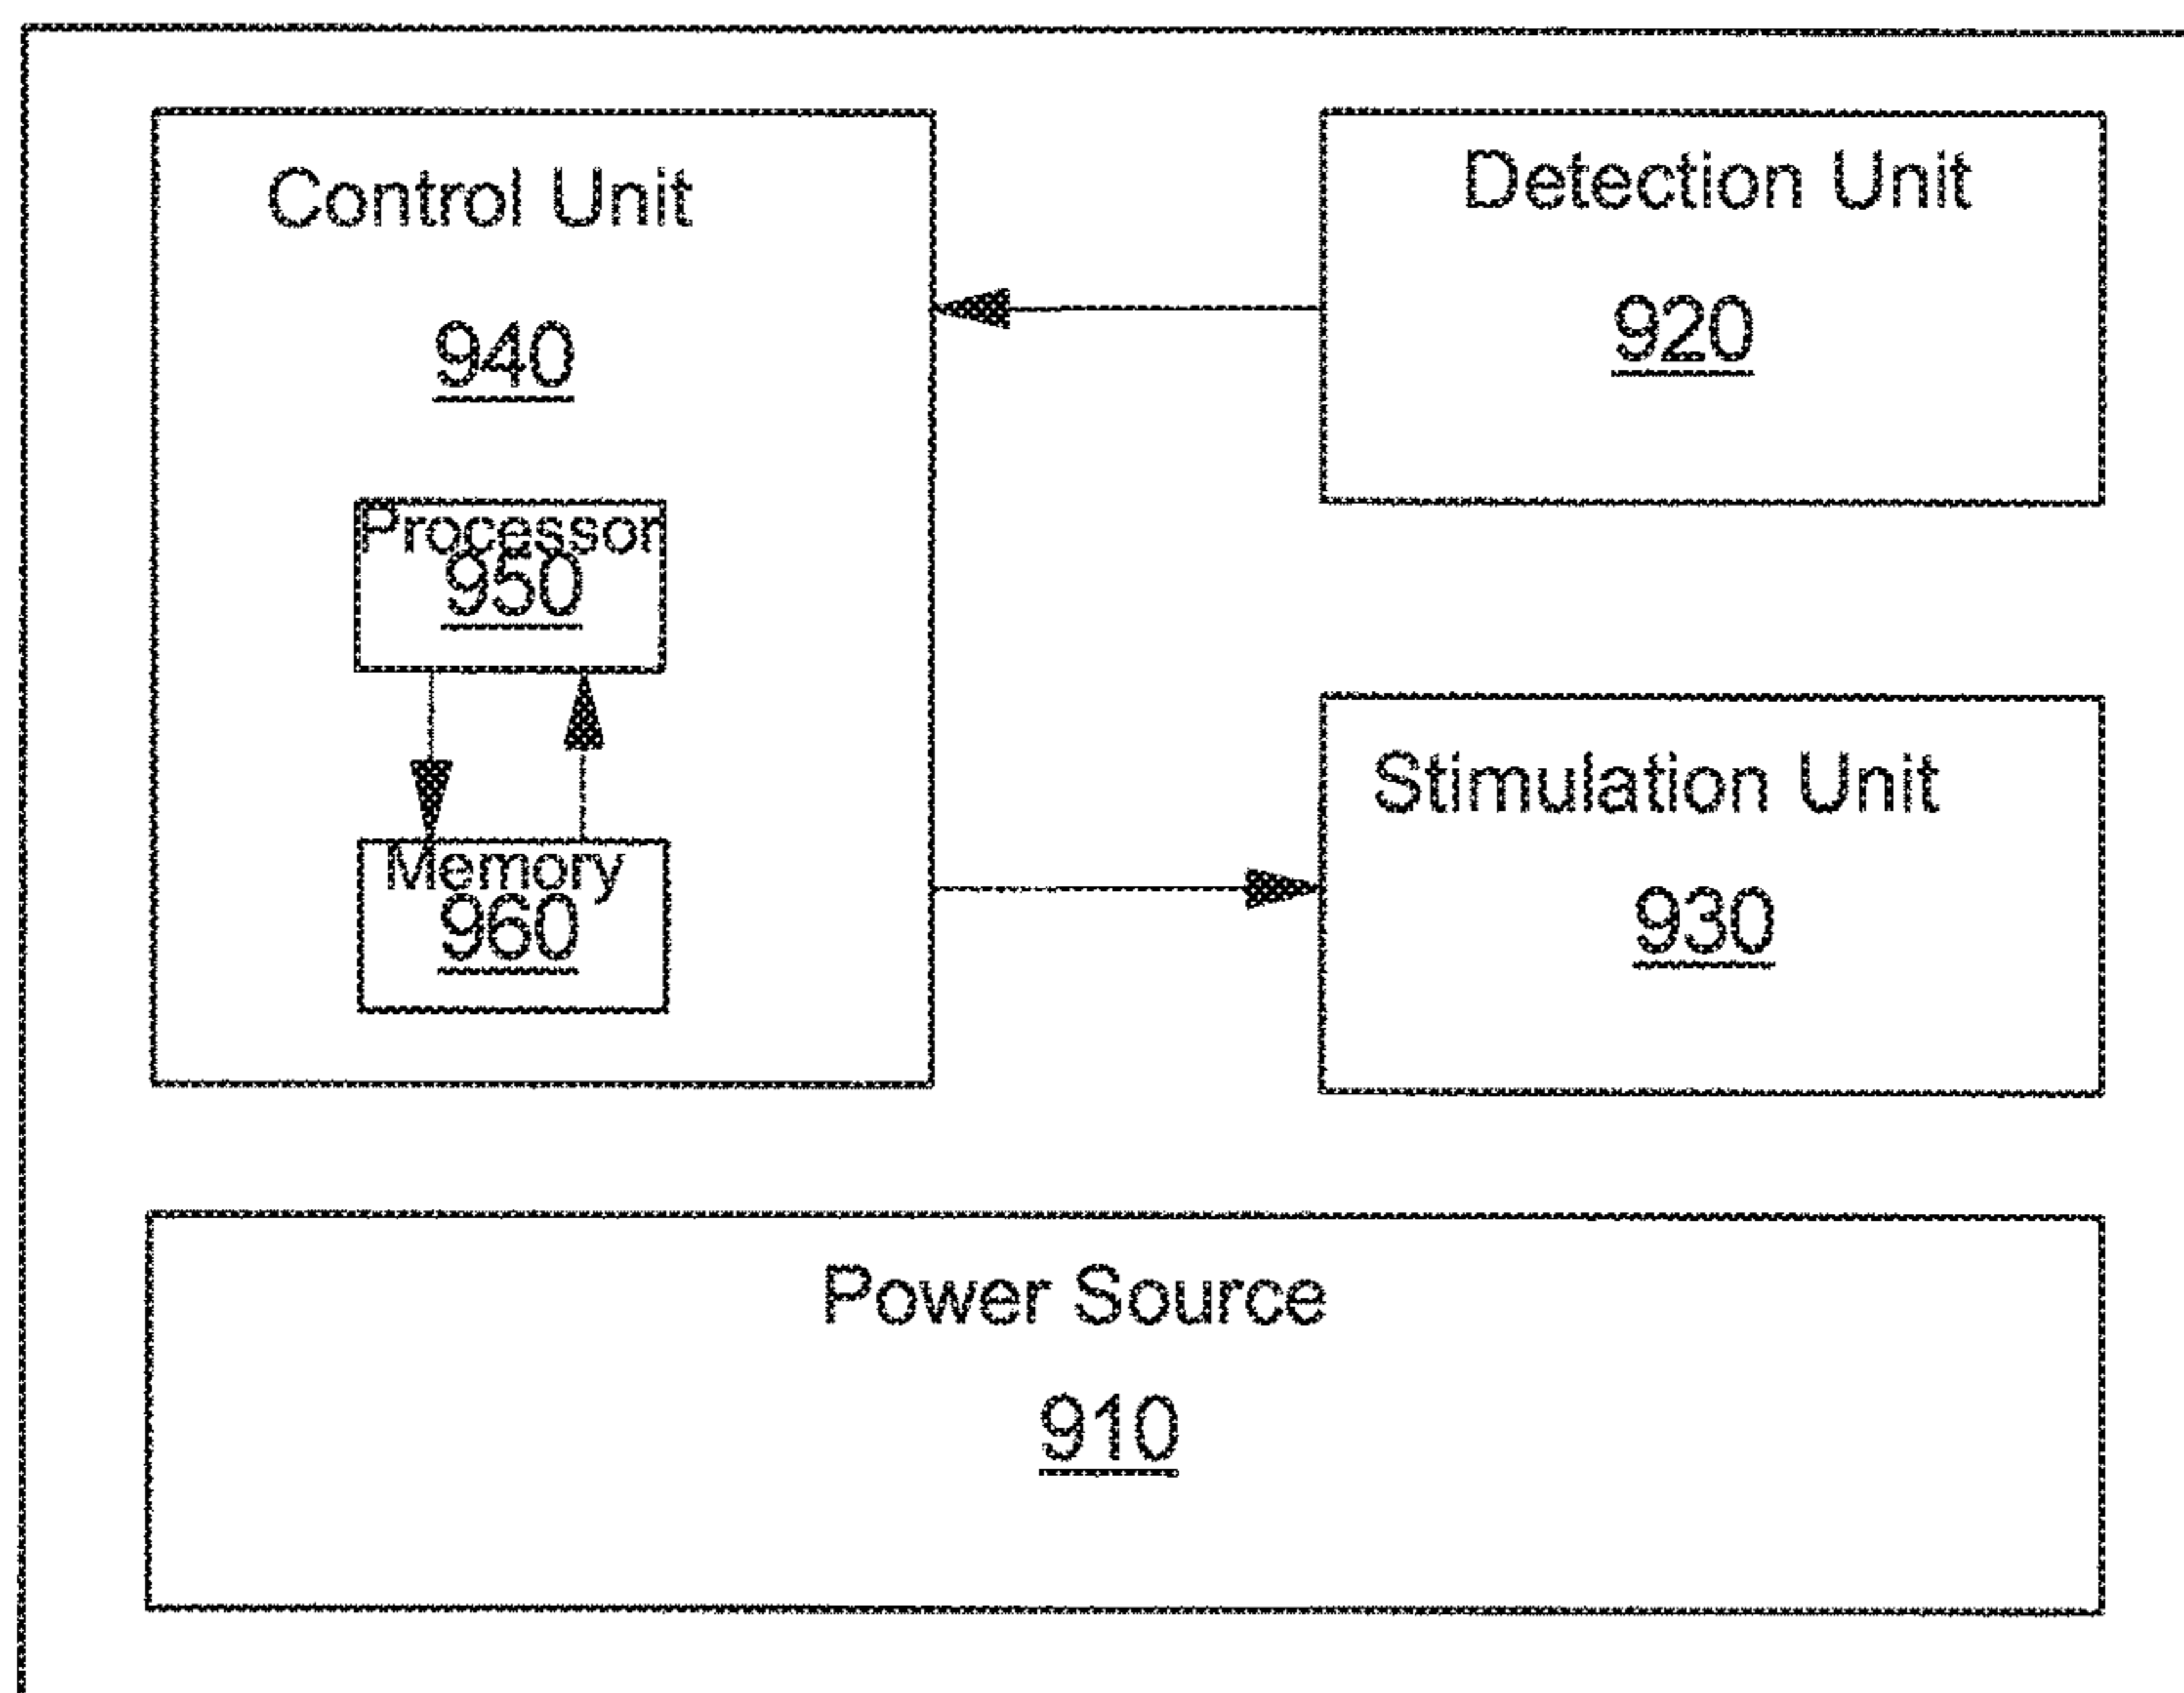 Control Unit
940
Processor
950
Memory
960
Detection Unit
920
Stimulation Unit
930
Power Source
910